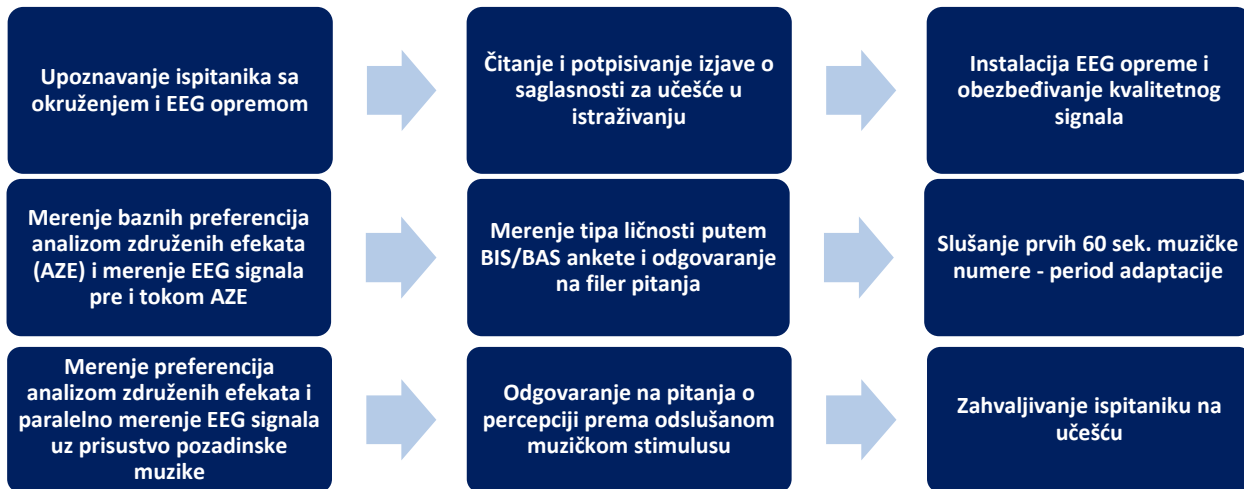 Upoznavanje ispitanika sa
okruženjem i EEG opremom
Čitanje i potpisivanje izjave o
saglasnosti za učešće u
istraživanju
Instalacija EEG opreme i
obezbeđivanje kvalitetnog
signala
Merenje baznih preferencija
analizom združenih efekata
(AZE) i merenje EEG signala
pre i tokom AZE
Merenje tipa ličnosti putem
BIS/BAS ankete i odgovaranje
na filer pitanja
Slušanje prvih 60 sek. muzičke
numere - period adaptacije
Merenje preferencija
analizom združenih efekata i
paralelno merenje EEG signala
uz prisustvo pozadinske
muzike
Odgovaranje na pitanja o
percepciji prema odslušanom
muzičkom stimulusu
Zahvaljivanje ispitaniku na
učešću